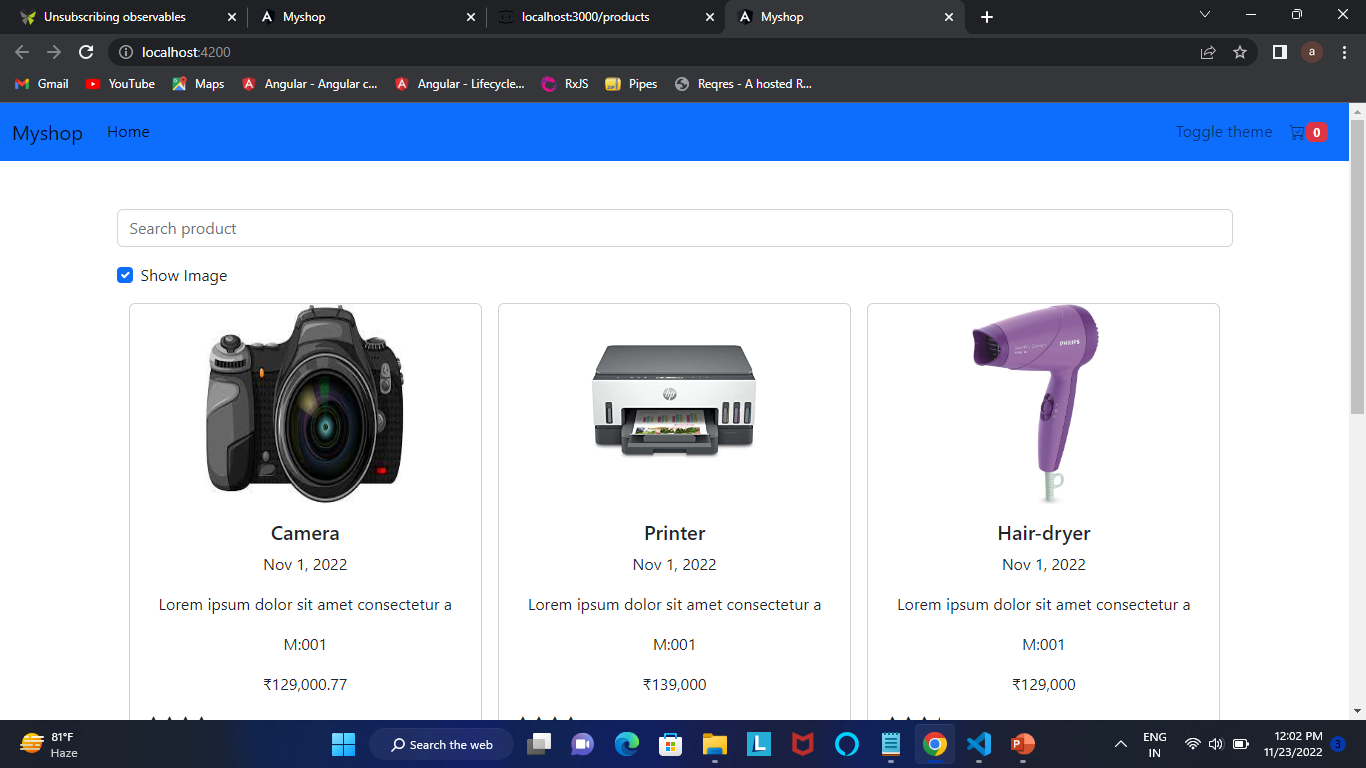 Unsubscribing observables
Myshop
localhost:3000/products
Myshop
localhost:4200
a
Gmail
YouTube
Maps
Angular - Angular c...
Angular - Lifecycle...
RxJS
Pipes
Reqres - A hosted R...
Myshop
Home
Toggle theme
0
Search product
Show Image
PHILIPS
hp
Camera
Printer
Hair-dryer
Nov 1, 2022
Nov 1, 2022
Nov 1, 2022
Lorem ipsum dolor sit amet consectetur a
Lorem ipsum dolor sit amet consectetur a
Lorem ipsum dolor sit amet consectetur a
M:001
M:001
M:001
₹129,000.77
₹139,000
₹129,000
81°F
Haze
Search the web
L
P
ENG
IN
12:02 PM
11/23/2022
3